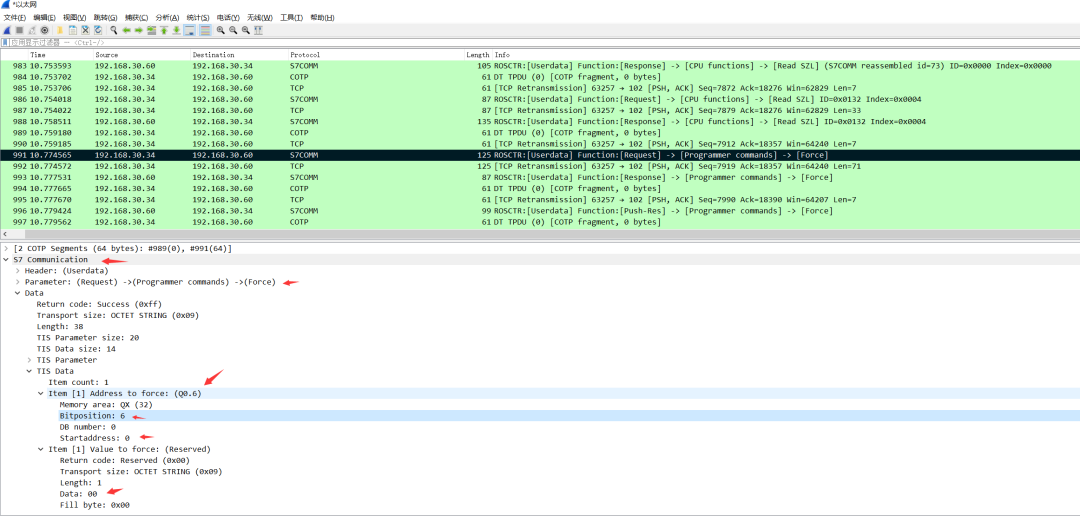 *以太网
文件(F) 编辑(E) 视图(V) 跳转(G) 捕获(C) 分析(A) 统计(S) 电话(Y) 无线(W) 工具(T) 帮助(H)
应用显示过滤器 … <Ctrl-/>
Time Source Destination Protocol Length Info
983 10.753593 192.168.30.60 192.168.30.34 S7COMM 105 ROSCTR:[Userdata] Function:[Response] -> [CPU functions] -> [Read SZL] (S7COMM reassembled id=73) ID=0x0000 Index=0x0000
984 10.753702 192.168.30.34 192.168.30.60 COTP 61 DT TPDU (0) [COTP fragment, 0 bytes]
985 10.753706 192.168.30.34 192.168.30.60 TCP 61 [TCP Retransmission] 63257 → 102 [PSH, ACK] Seq=7872 Ack=18276 Win=62829 Len=7
986 10.754018 192.168.30.34 192.168.30.60 S7COMM 87 ROSCTR:[Userdata] Function:[Request] -> [CPU functions] -> [Read SZL] ID=0x0132 Index=0x0004
987 10.754022 192.168.30.34 192.168.30.60 TCP 87 [TCP Retransmission] 63257 → 102 [PSH, ACK] Seq=7879 Ack=18276 Win=62829 Len=33
988 10.758511 192.168.30.60 192.168.30.34 S7COMM 135 ROSCTR:[Userdata] Function:[Response] -> [CPU functions] -> [Read SZL] ID=0x0132 Index=0x0004
989 10.759180 192.168.30.34 192.168.30.60 COTP 61 DT TPDU (0) [COTP fragment, 0 bytes]
990 10.759185 192.168.30.34 192.168.30.60 TCP 61 [TCP Retransmission] 63257 → 102 [PSH, ACK] Seq=7912 Ack=18357 Win=64240 Len=7
991 10.774565 192.168.30.34 192.168.30.60 S7COMM 125 ROSCTR:[Userdata] Function:[Request] -> [Programmer commands] -> [Force]
992 10.774572 192.168.30.34 192.168.30.60 TCP 125 [TCP Retransmission] 63257 → 102 [PSH, ACK] Seq=7919 Ack=18357 Win=64240 Len=71
993 10.777531 192.168.30.60 192.168.30.34 S7COMM 87 ROSCTR:[Userdata] Function:[Response] -> [Programmer commands] -> [Force]
994 10.777665 192.168.30.34 192.168.30.60 COTP 61 DT TPDU (0) [COTP fragment, 0 bytes]
995 10.777670 192.168.30.34 192.168.30.60 TCP 61 [TCP Retransmission] 63257 → 102 [PSH, ACK] Seq=7990 Ack=18390 Win=64207 Len=7
996 10.779424 192.168.30.60 192.168.30.34 S7COMM 99 ROSCTR:[Userdata] Function:[Push-Res] -> [Programmer commands] -> [Force]
997 10.779562 192.168.30.34 192.168.30.60 COTP 61 DT TPDU (0) [COTP fragment, 0 bytes]
[2 COTP Segments (64 bytes): #989(0), #991(64)]
S7 Communication
Header: (Userdata)
Parameter: (Request) ->(Programmer commands) ->(Force)
Data
Return code: Success (0xff)
Transport size: OCTET STRING (0x09)
Length: 38
TIS Parameter size: 20
TIS Data size: 14
TIS Parameter
TIS Data
Item count: 1
Item [1] Address to force: (Q0.6)
Memory area: QX (32)
Bitposition: 6
DB number: 0
Startaddress: 0
Item [1] Value to force: (Reserved)
Return code: Reserved (0x00)
Transport size: OCTET STRING (0x09)
Length: 1
Data: 00
Fill byte: 0x00